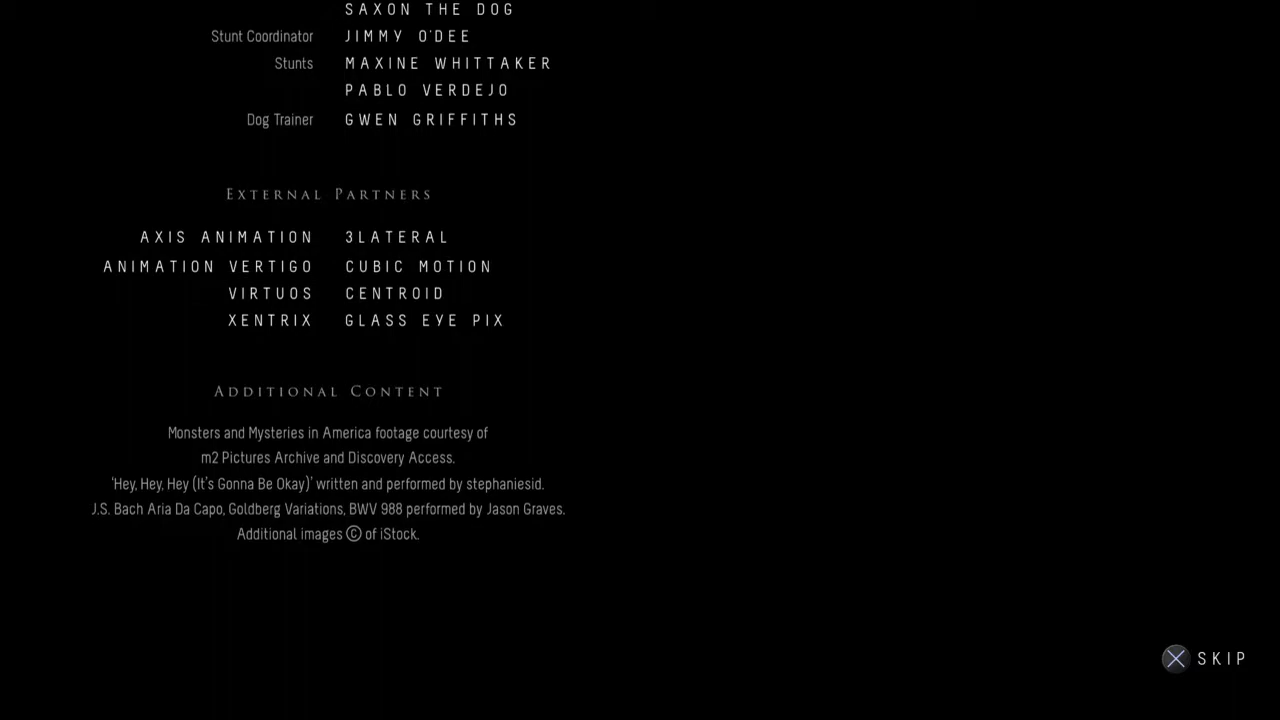 SAXON THE DOG
Stunt Coordinator JIMMY O'DEE
Stunts MAXINE WHITTAKER
PABLO VERDEJO
Dog Trainer GWEN GRIFFITHS
EXTERNAL PARTNERS
AXIS ANIMATION 3LATERAL
ANIMATION VERTIGO CUBIC MOTION
VIRTUOS CENTROID
XENTRIX GLASS EYE PIX
ADDITIONAL CONTENT
Monsters and Mysteries in America footage courtesy of
m2 Pictures Archive and Discovery Access.
'Hey, Hey, Hey (It's Gonna Be Okay)' written and performed by stephaniesid.
J.S. Bach Aria Da Capo, Goldberg Variations, BWV 988 performed by Jason Graves.
Additional images © of iStock.
SKIP